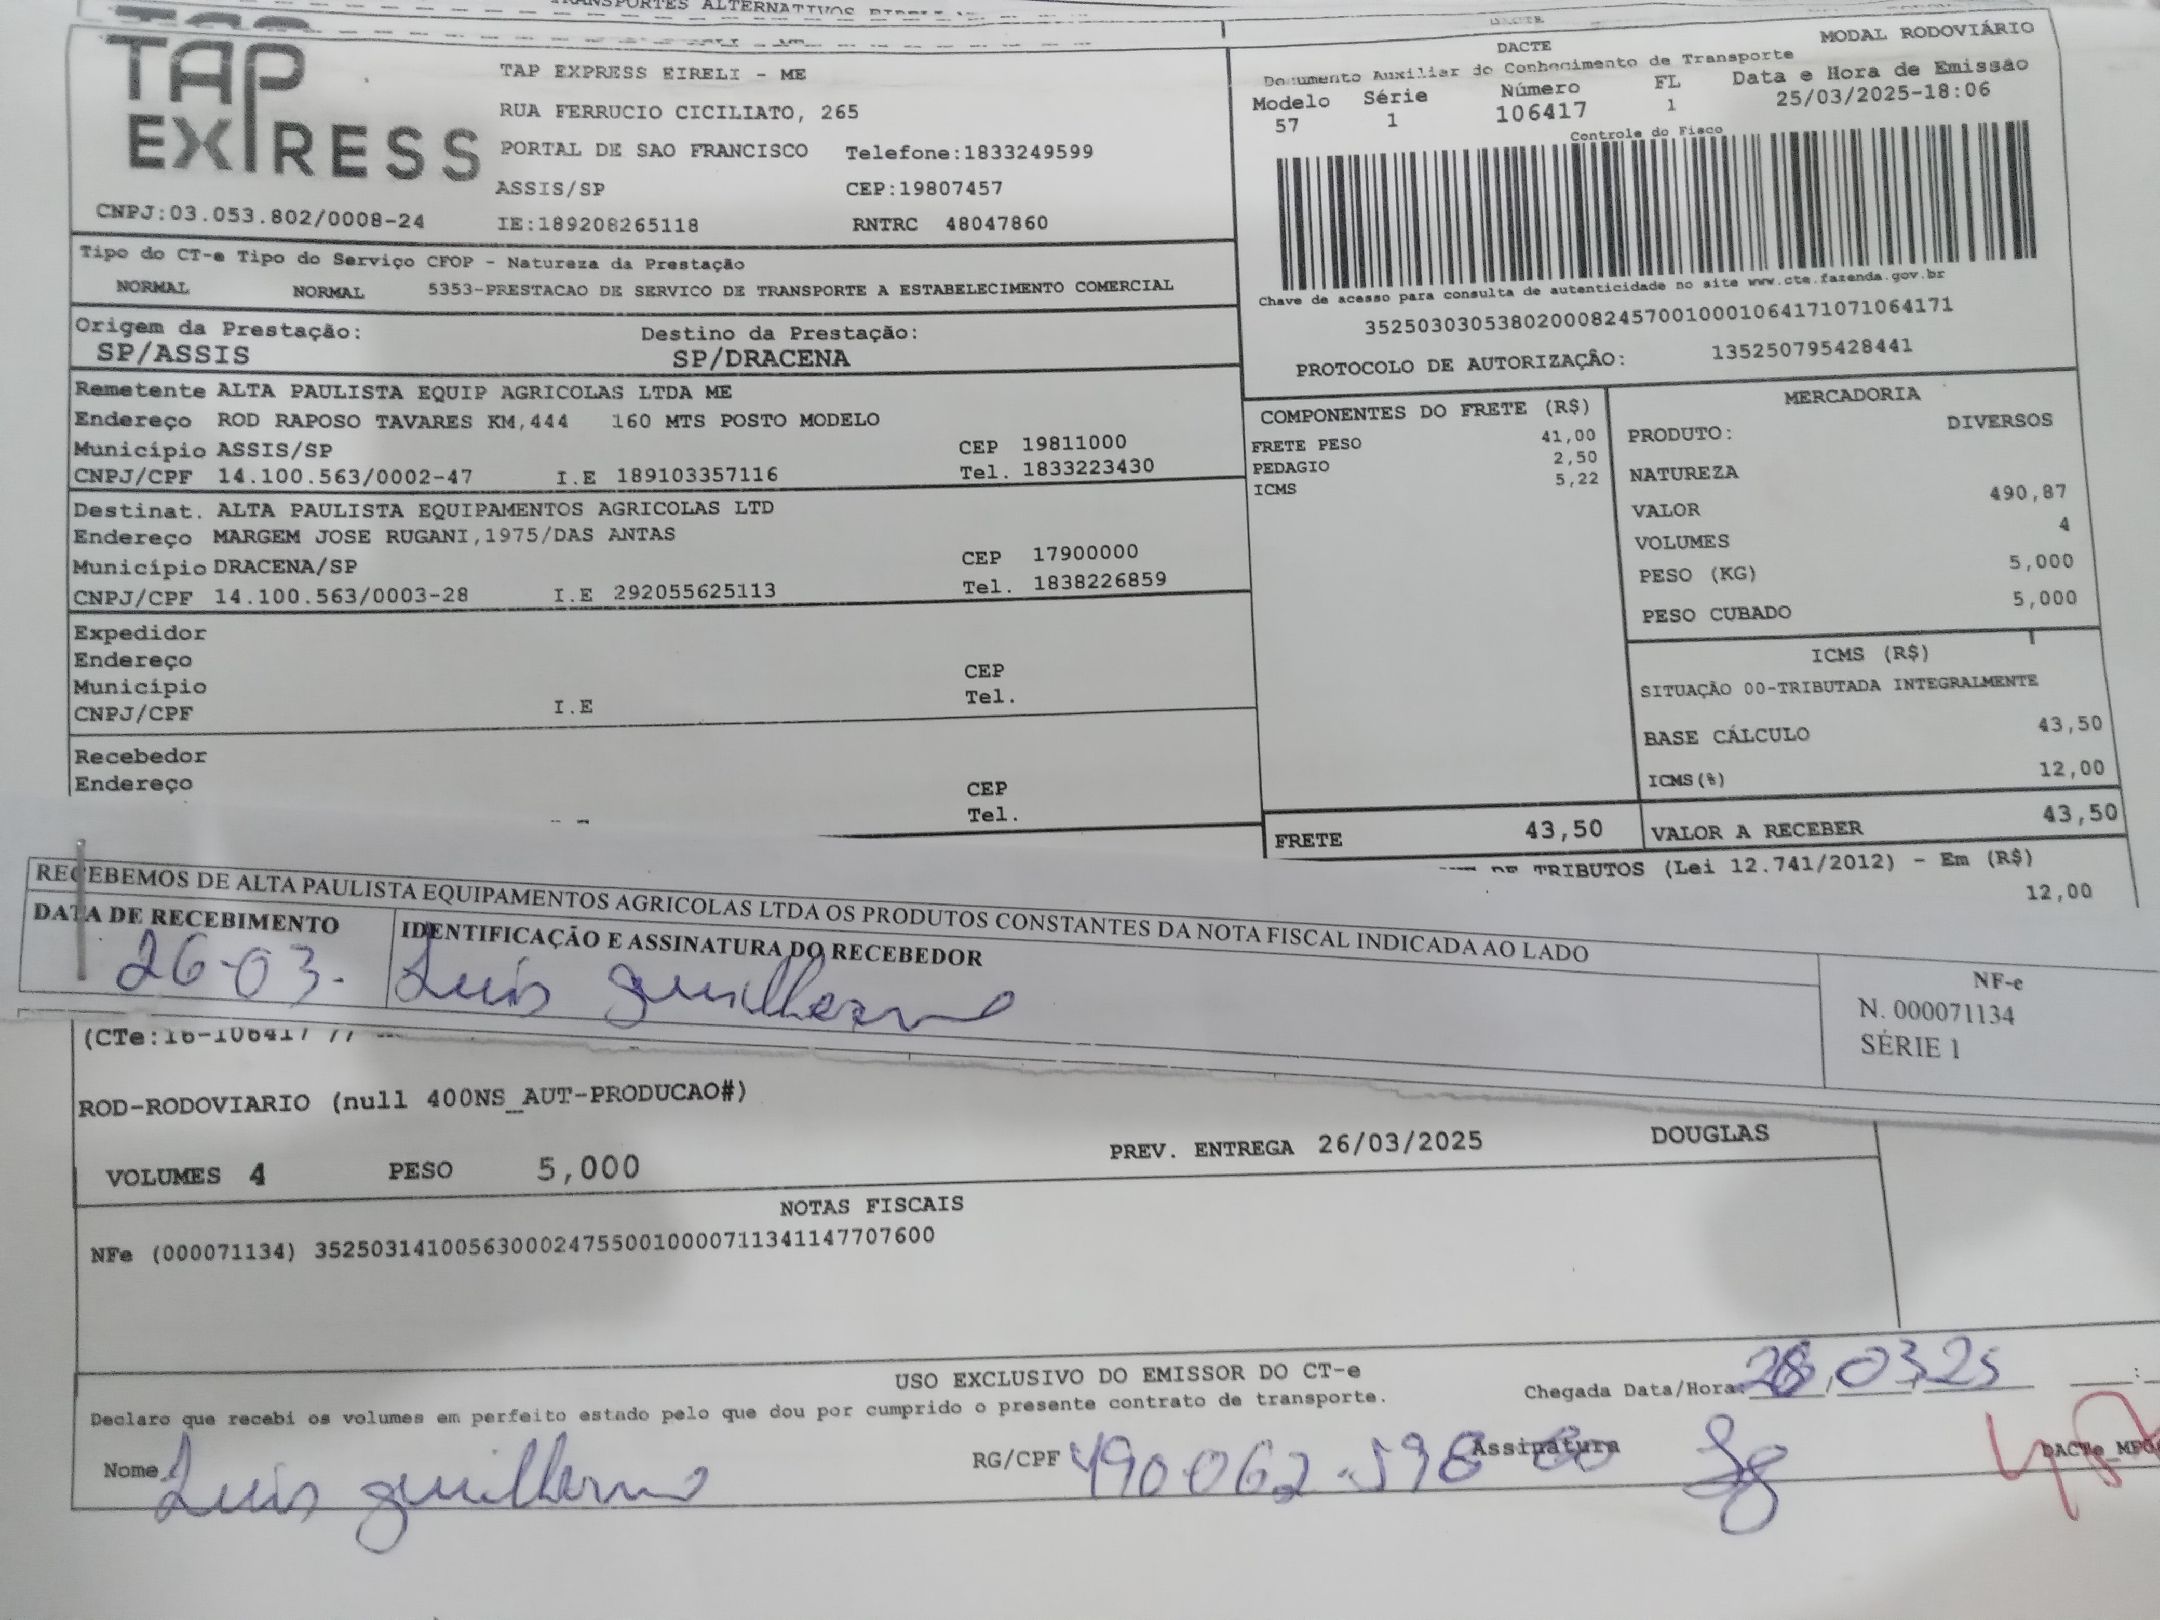 TRANSPORTES ALTERNATIVOS EIRELI
TAP
EXPRESS
CNPJ:03.053.802/0008-24
TAP EXPRESS EIRELI - ME
RUA FERRUCIO CICILIATO, 265
PORTAL DE SAO FRANCISCO Telefone:1833249599
ASSIS/SP CEP:19807457
IE:189208265118 RNTRC 48047860
DACTE
DACTE MODAL RODOVIÁRIO
Documento Auxiliar do Conhecimento de Transporte
Modelo Série Número FL Data e Hora de Emissão
57 1 106417 1 25/03/2025-18:06
Controle do Fisco
Chave de acesso para consulta de autenticidade no site www.cte.fazenda.gov.br
35250303053802000824570010001064171071064171
PROTOCOLO DE AUTORIZAÇÃO: 135250795428441
Tipo do CT-e Tipo do Serviço CFOP - Natureza da Prestação
NORMAL NORMAL 5353-PRESTACAO DE SERVICO DE TRANSPORTE A ESTABELECIMENTO COMERCIAL
Origem da Prestação: Destino da Prestação:
SP/ASSIS SP/DRACENA
Remetente ALTA PAULISTA EQUIP AGRICOLAS LTDA ME
Endereço ROD RAPOSO TAVARES KM,444 160 MTS POSTO MODELO
Município ASSIS/SP CEP 19811000
CNPJ/CPF 14.100.563/0002-47 I.E 189103357116 Tel. 1833223430
Destinat. ALTA PAULISTA EQUIPAMENTOS AGRICOLAS LTD
Endereço MARGEM JOSE RUGANI,1975/DAS ANTAS
Município DRACENA/SP CEP 17900000
CNPJ/CPF 14.100.563/0003-28 I.E 292055625113 Tel. 1838226859
Expedidor
Endereço
Município CEP
CNPJ/CPF I.E Tel.
Recebedor
Endereço CEP
Tel.
COMPONENTES DO FRETE (R$)
FRETE PESO 41,00
PEDAGIO 2,50
ICMS 5,22
FRETE 43,50
MERCADORIA
PRODUTO: DIVERSOS
NATUREZA
VALOR 490,87
VOLUMES 4
PESO (KG) 5,000
PESO CUBADO 5,000
ICMS (R$)
SITUAÇÃO 00-TRIBUTADA INTEGRALMENTE
BASE CÁLCULO 43,50
ICMS(%) 12,00
VALOR A RECEBER 43,50
DE TRIBUTOS (Lei 12.741/2012) - Em (R$)
12,00
RECEBEMOS DE ALTA PAULISTA EQUIPAMENTOS AGRICOLAS LTDA OS PRODUTOS CONSTANTES DA NOTA FISCAL INDICADA AO LADO
DATA DE RECEBIMENTO IDENTIFICAÇÃO E ASSINATURA DO RECEBEDOR
26-03- Luis guilherme
NF-e
N. 000071134
SÉRIE 1
(CTe:16-106417 //
ROD-RODOVIARIO (null 400NS_AUT-PRODUCAO#)
VOLUMES 4 PESO 5,000 PREV. ENTREGA 26/03/2025 DOUGLAS
NOTAS FISCAIS
NFe (000071134) 35250314100563000247550010000711341147707600
USO EXCLUSIVO DO EMISSOR DO CT-e
Declaro que recebi os volumes em perfeito estado pelo que dou por cumprido o presente contrato de transporte.
Chegada Data/Hora: 03 25
Nome Luis guilherme RG/CPF 490.062.598 Assinatura